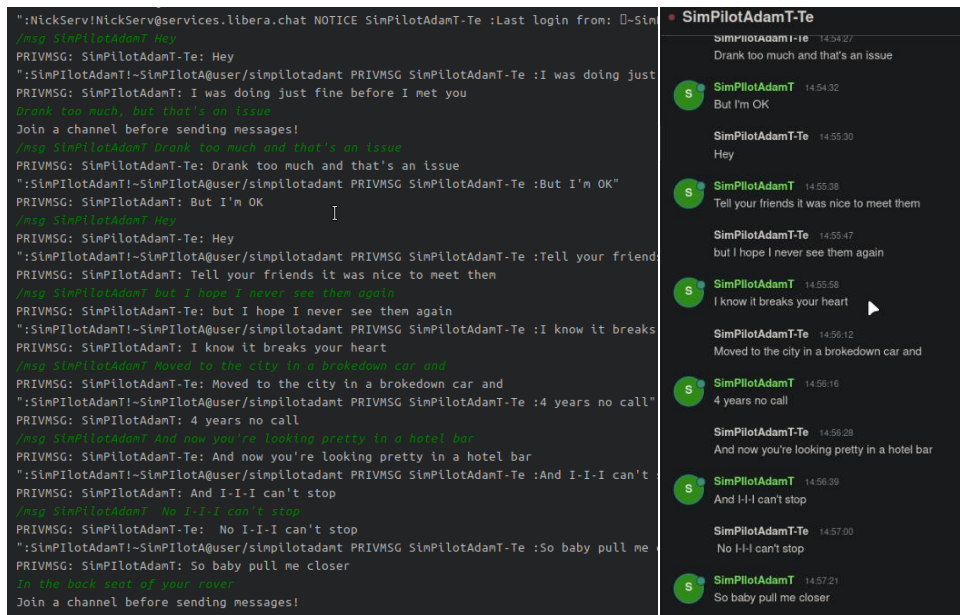 ":NickServ!NickServ@services.libera.chat NOTICE SimPilotAdamT-Te :Last login from: ~Sim
/msg SimPilotAdamT Hey
PRIVMSG: SimPilotAdamT-Te: Hey
":SimPIlotAdamT!~SimPIlotA@user/simpilotadamt PRIVMSG SimPilotAdamT-Te :I was doing just
PRIVMSG: SimPIlotAdamT: I was doing just fine before I met you
Drank too much, but that's an issue
Join a channel before sending messages!
/msg SimPilotAdamT Drank too much and that's an issue
PRIVMSG: SimPilotAdamT-Te: Drank too much and that's an issue
":SimPIlotAdamT!~SimPIlotA@user/simpilotadamt PRIVMSG SimPilotAdamT-Te :But I'm OK"
PRIVMSG: SimPIlotAdamT: But I'm OK
/msg SimPilotAdamT Hey
PRIVMSG: SimPilotAdamT-Te: Hey
":SimPIlotAdamT!~SimPIlotA@user/simpilotadamt PRIVMSG SimPilotAdamT-Te :Tell your friends
PRIVMSG: SimPIlotAdamT: Tell your friends it was nice to meet them
/msg SimPilotAdamT but I hope I never see them again
PRIVMSG: SimPilotAdamT-Te: but I hope I never see them again
":SimPIlotAdamT!~SimPIlotA@user/simpilotadamt PRIVMSG SimPilotAdamT-Te :I know it breaks
PRIVMSG: SimPIlotAdamT: I know it breaks your heart
/msg SimPilotAdamT Moved to the city in a brokedown car and
PRIVMSG: SimPilotAdamT-Te: Moved to the city in a brokedown car and
":SimPIlotAdamT!~SimPIlotA@user/simpilotadamt PRIVMSG SimPilotAdamT-Te :4 years no call"
PRIVMSG: SimPIlotAdamT: 4 years no call
/msg SimPilotAdamT And now you're looking pretty in a hotel bar
PRIVMSG: SimPilotAdamT-Te: And now you're looking pretty in a hotel bar
":SimPIlotAdamT!~SimPIlotA@user/simpilotadamt PRIVMSG SimPilotAdamT-Te :And I-I-I can't
PRIVMSG: SimPIlotAdamT: And I-I-I can't stop
/msg SimPilotAdamT  No I-I-I can't stop
PRIVMSG: SimPilotAdamT-Te:  No I-I-I can't stop
":SimPIlotAdamT!~SimPIlotA@user/simpilotadamt PRIVMSG SimPilotAdamT-Te :So baby pull me
PRIVMSG: SimPIlotAdamT: So baby pull me closer
In the back seat of your rover
Join a channel before sending messages!
SimPilotAdamT-Te
SimPilotAdamT-Te 14:54:27
Drank too much and that's an issue
S SimPIlotAdamT 14:54:32
But I'm OK
SimPilotAdamT-Te 14:55:30
Hey
S SimPIlotAdamT 14:55:38
Tell your friends it was nice to meet them
SimPilotAdamT-Te 14:55:47
but I hope I never see them again
S SimPIlotAdamT 14:55:58
I know it breaks your heart
SimPilotAdamT-Te 14:56:12
Moved to the city in a brokedown car and
S SimPIlotAdamT 14:56:16
4 years no call
SimPilotAdamT-Te 14:56:28
And now you're looking pretty in a hotel bar
S SimPIlotAdamT 14:56:39
And I-I-I can't stop
SimPilotAdamT-Te 14:57:00
No I-I-I can't stop
S SimPIlotAdamT 14:57:21
So baby pull me closer